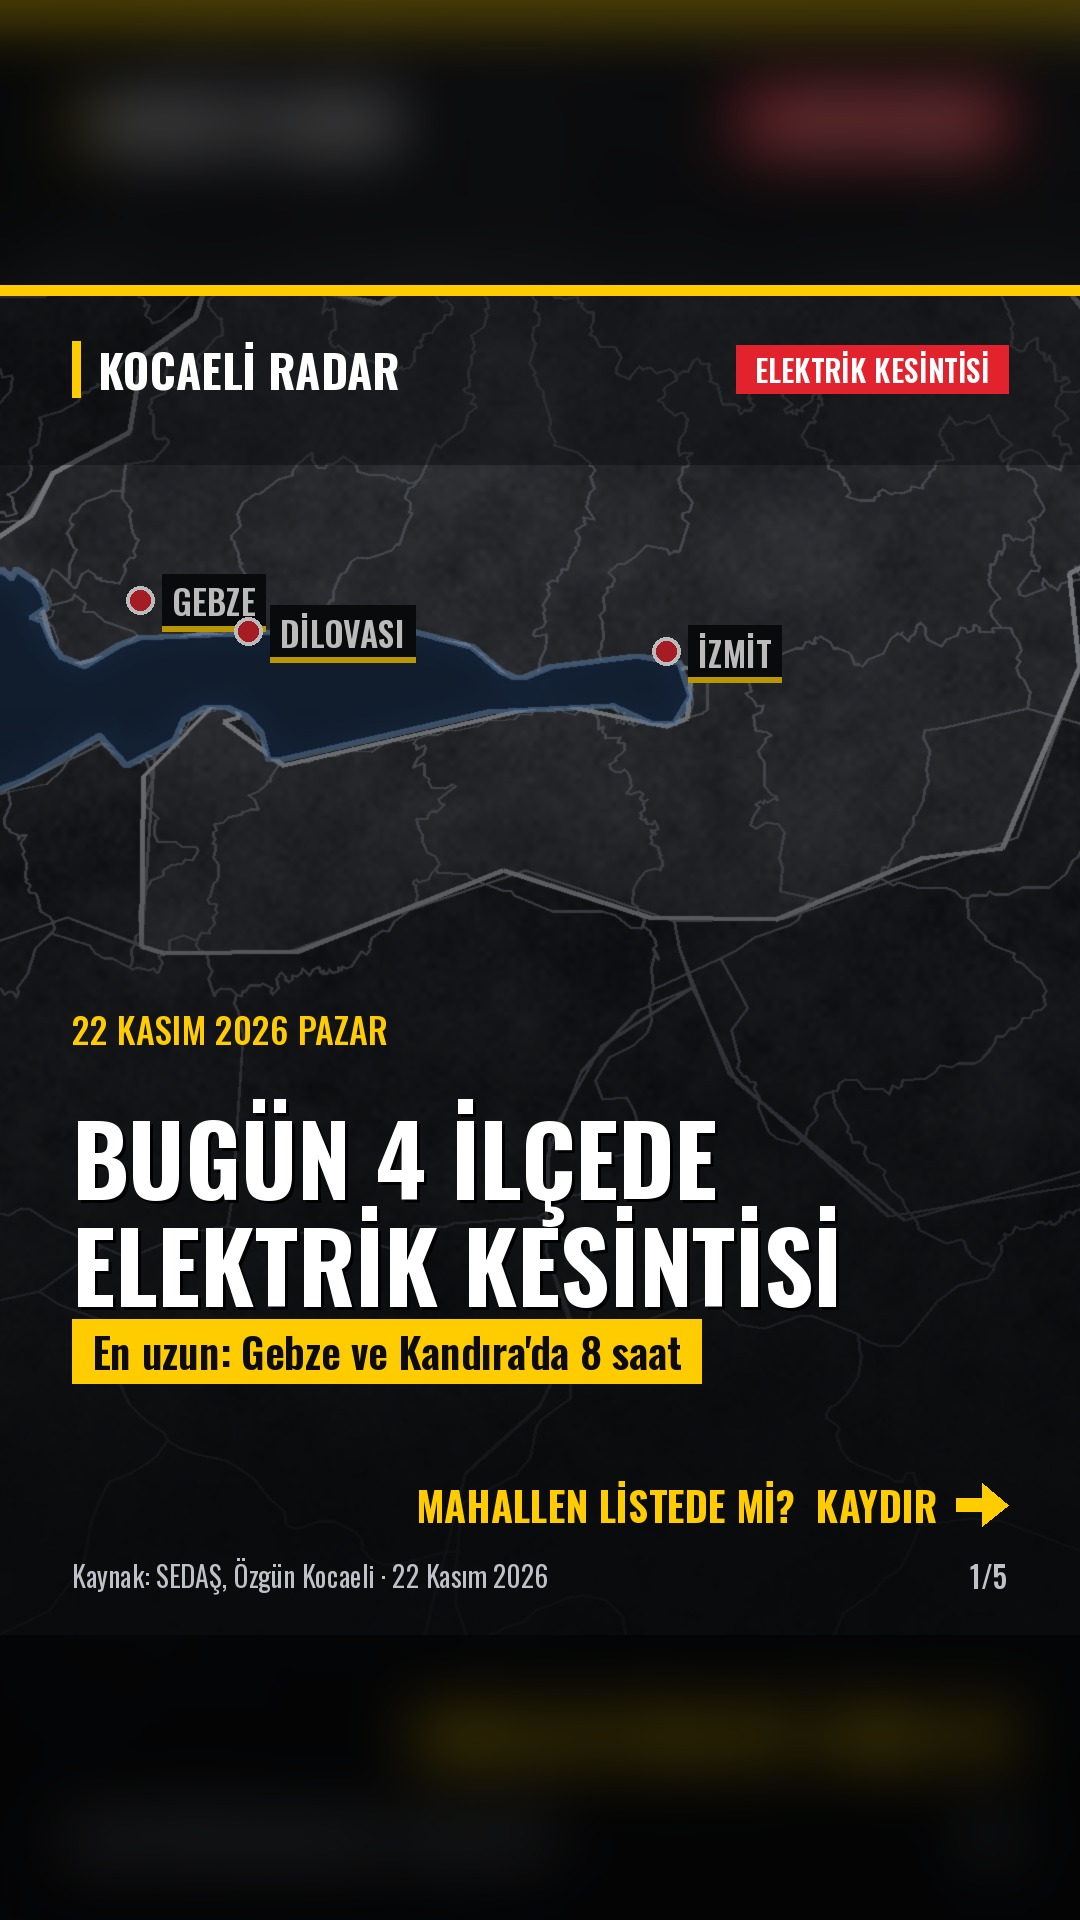 KOCAELİ RADAR
ELEKTRİK KESİNTİSİ
GEBZE
DİLOVASI
İZMİT
22 KASIM 2026 PAZAR
BUGÜN 4 İLÇEDE
ELEKTRİK KESİNTİSİ
En uzun: Gebze ve Kandıra'da 8 saat
MAHALLEN LİSTEDE Mİ? KAYDIR
Kaynak: SEDAŞ, Özgün Kocaeli · 22 Kasım 2026
1/5